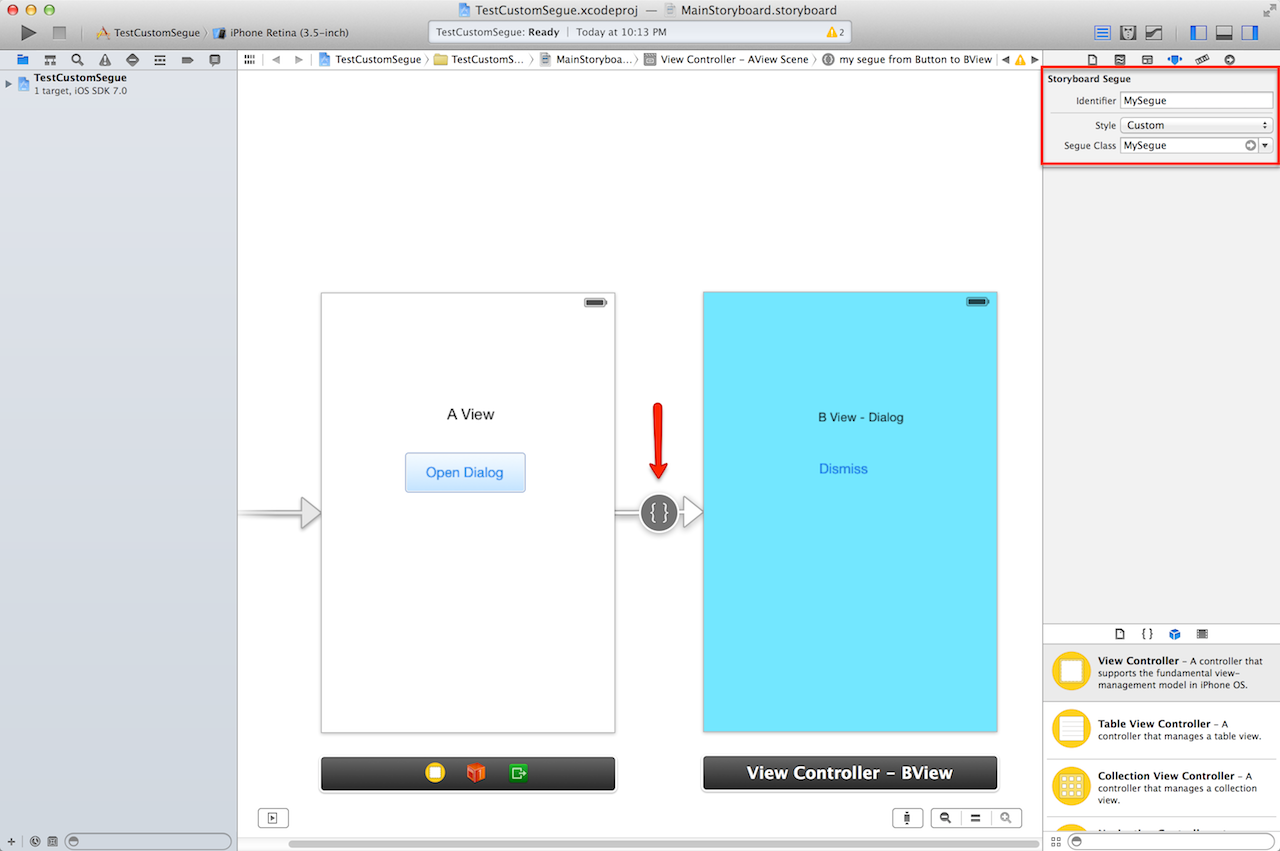 TestCustomSegue.xcodeproj — MainStoryboard.storyboard
TestCustomSegue 〉 iPhone Retina (3.5-inch)
TestCustomSegue: Ready | Today at 10:13 PM
2
TestCustomSegue 〉 TestCustomS... 〉 MainStoryboa... 〉 View Controller – AView Scene 〉 my segue from Button to BView
TestCustomSegue
1 target, iOS SDK 7.0
Storyboard Segue
Identifier MySegue
Style Custom
Segue Class MySegue
A View
Open Dialog
{ }
B View - Dialog
Dismiss
View Controller – BView
{ }
View Controller – A controller that
supports the fundamental view-
management model in iPhone OS.
Table View Controller – A
controller that manages a table view.
Collection View Controller – A
controller that manages a collection
view.